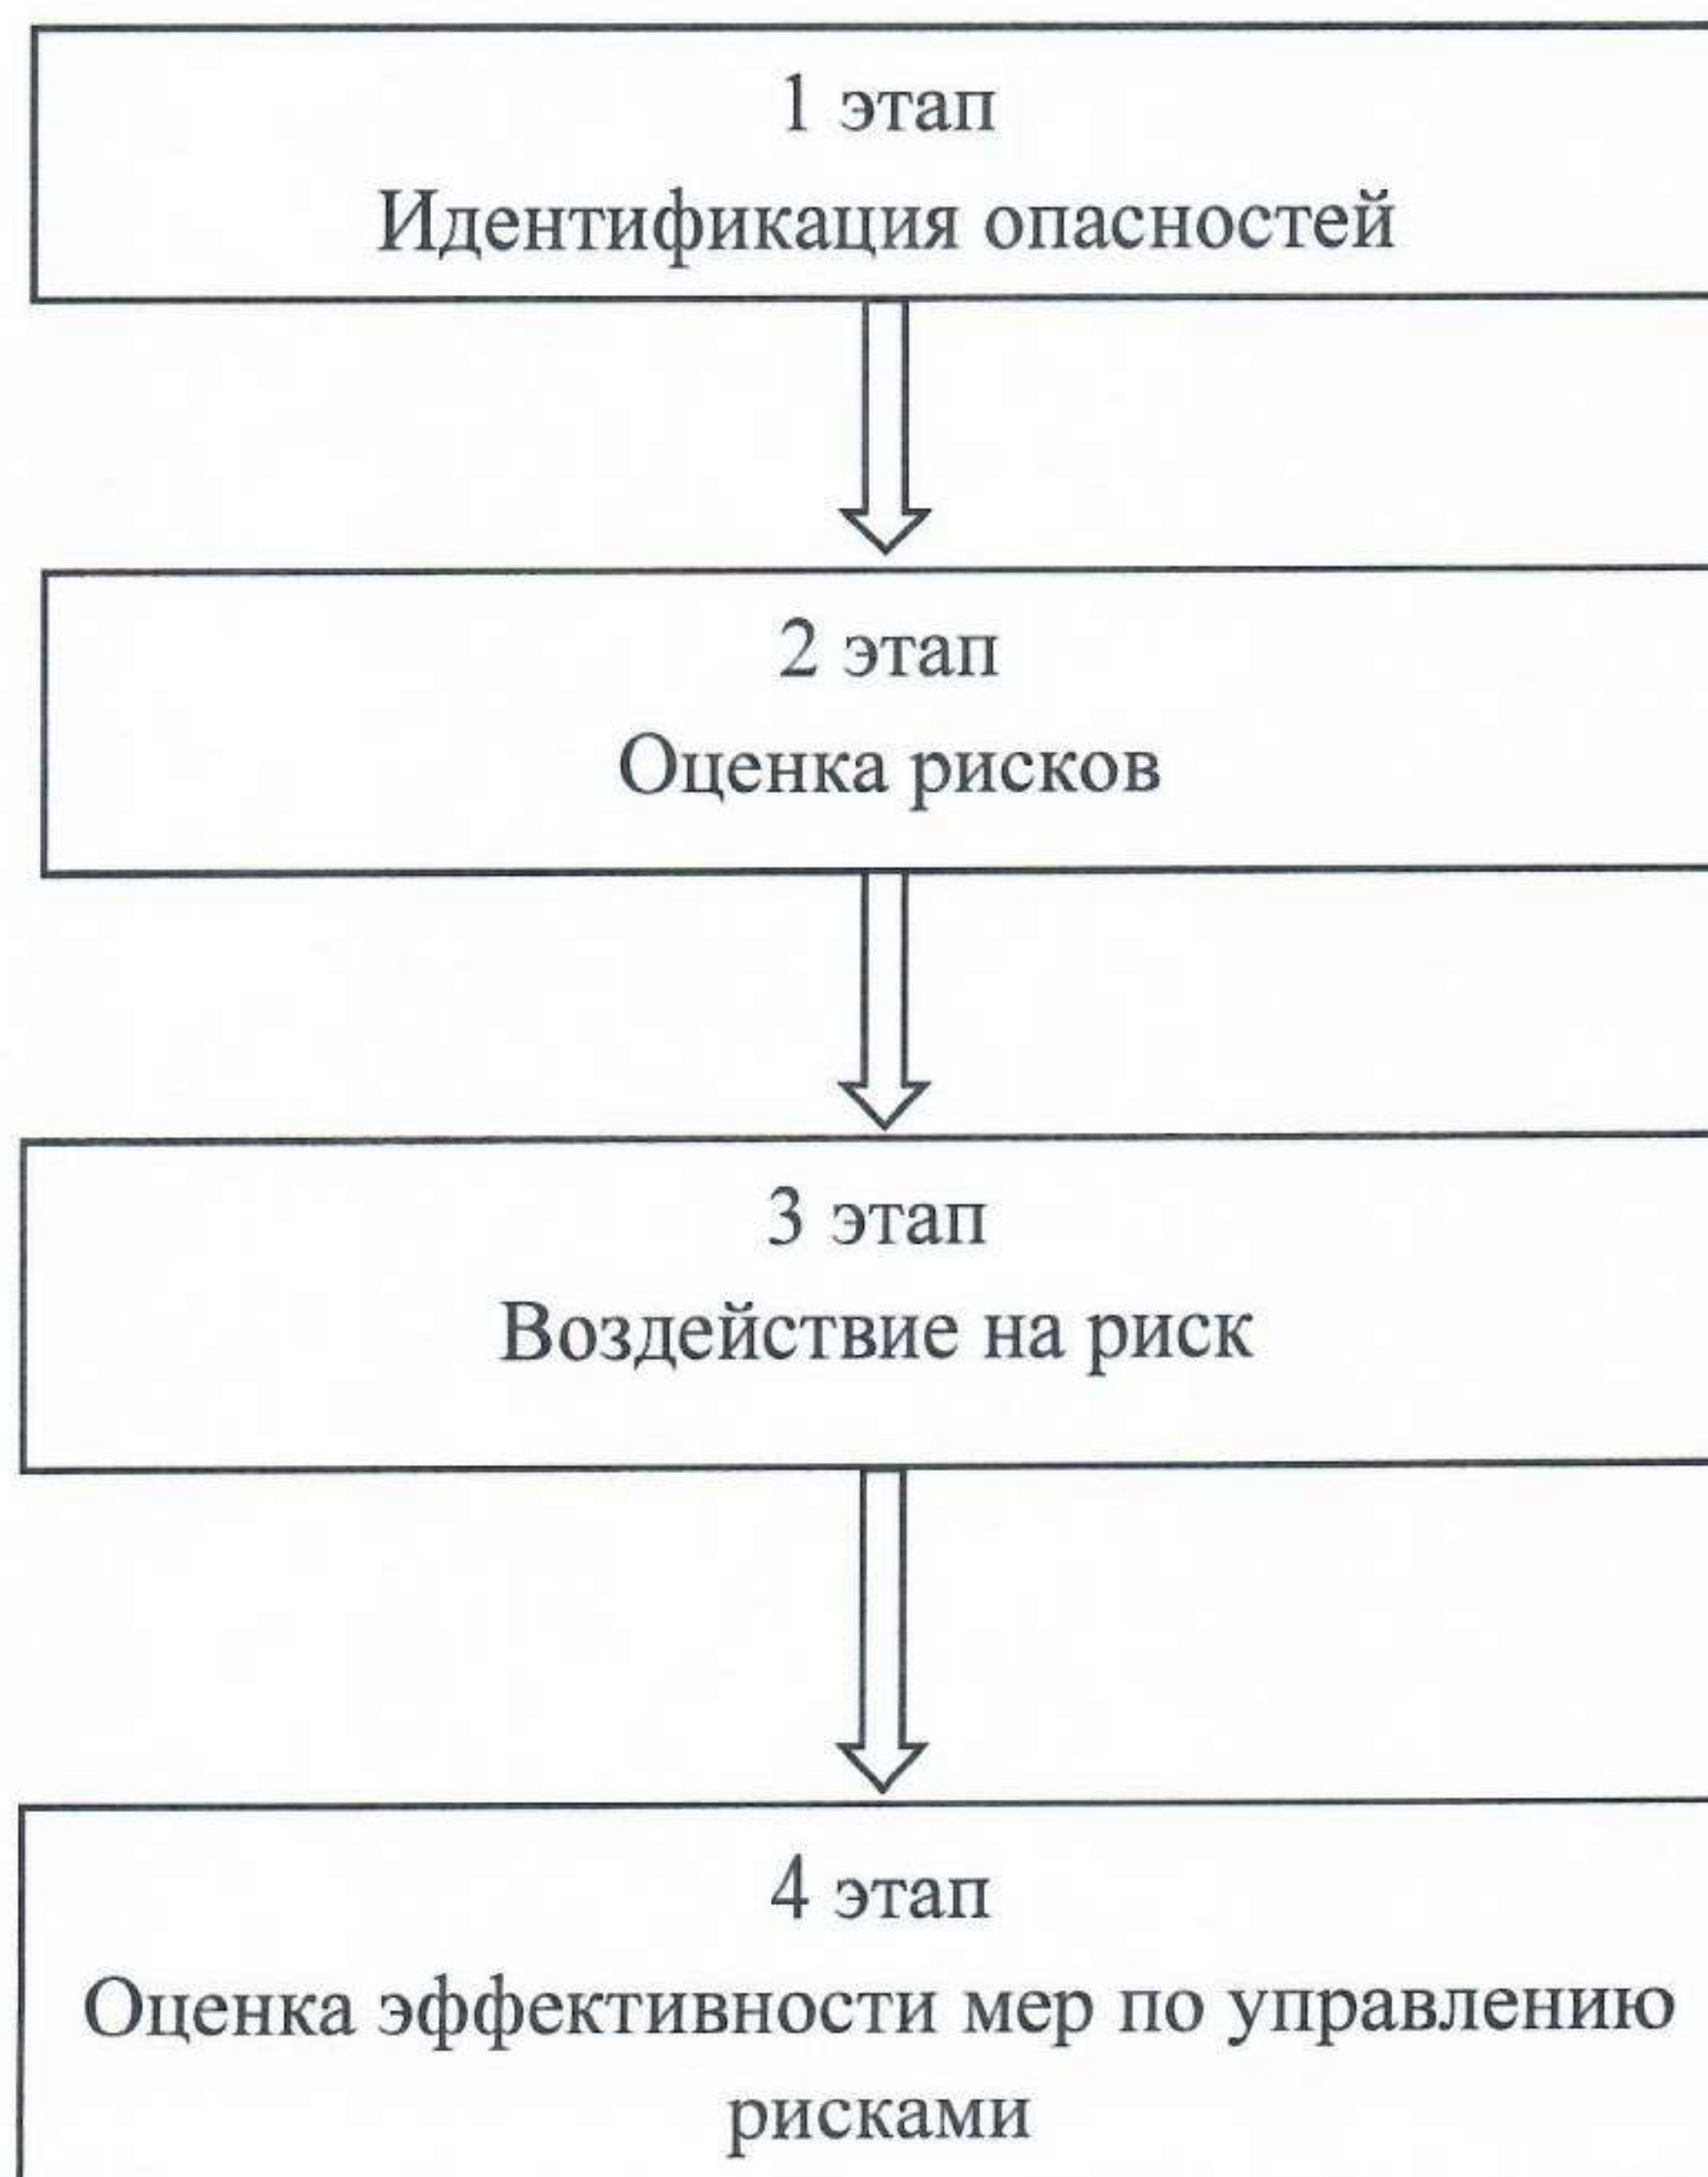 1 этап
Идентификация опасностей
2 этап
Оценка рисков
3 этап
Воздействие на риск
4 этап
Оценка эффективности мер по управлению
рисками